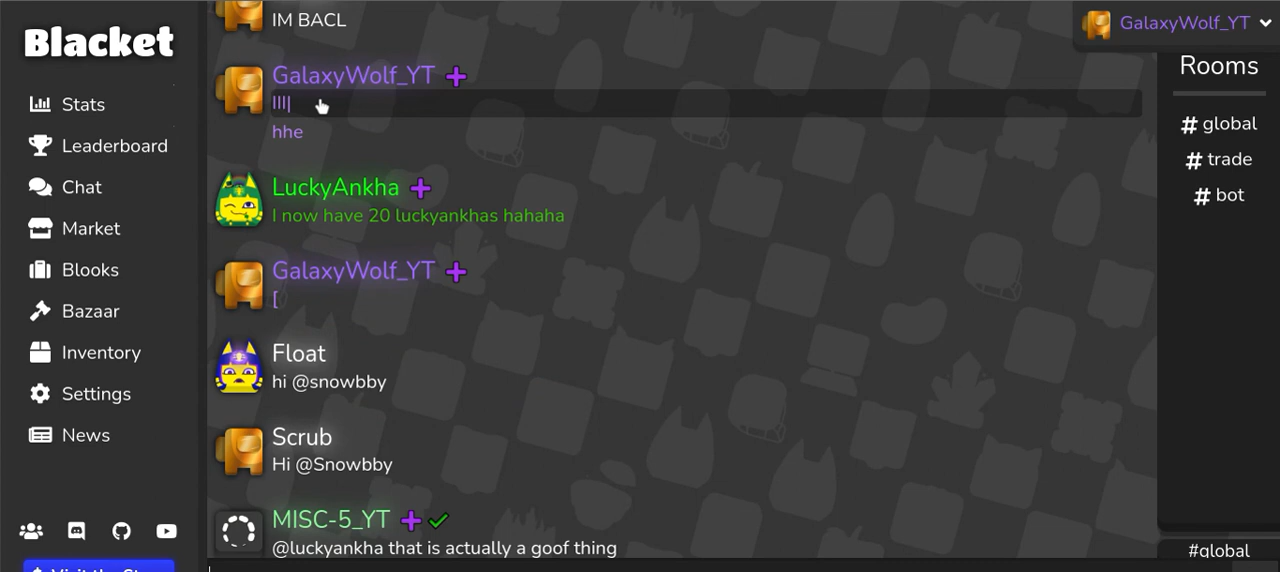 Blacket
Stats
Leaderboard
Chat
Market
Blooks
Bazaar
Inventory
Settings
News
IM BACL
GalaxyWolf_YT
llll
hhe
LuckyAnkha
I now have 20 luckyankhas hahaha
GalaxyWolf_YT
[
Float
hi @snowbby
Scrub
Hi @Snowbby
MISC-5_YT
@luckyankha that is actually a goof thing
GalaxyWolf_YT
Rooms
# global
# trade
# bot
#global